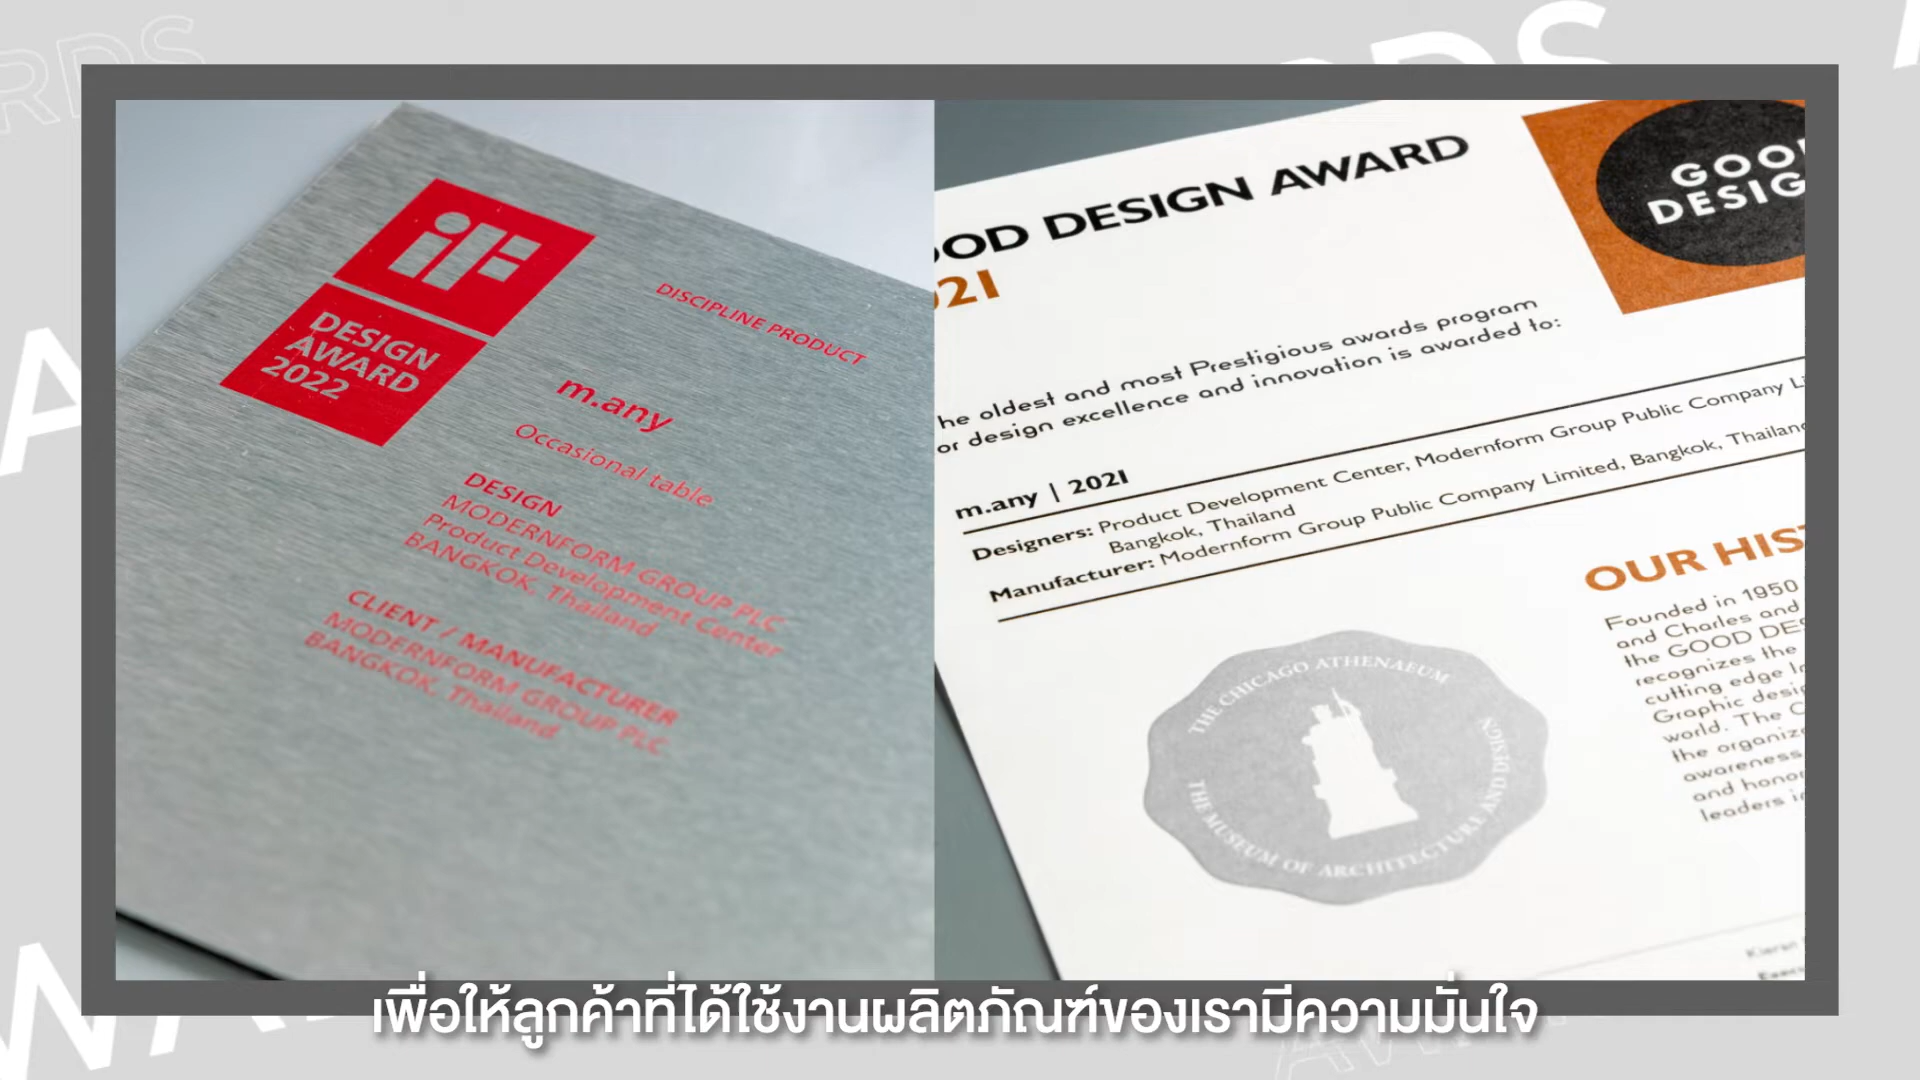 iF
DESIGN
AWARD
2022
DISCIPLINE PRODUCT
m.any
Occasional table
DESIGN
MODERNFORM GROUP PLC
Product Development Center
BANGKOK, Thailand
CLIENT / MANUFACTURER
MODERNFORM GROUP PLC
BANGKOK, Thailand
OOD DESIGN AWARD
021
GOOD
DESIG
he oldest and most Prestigious awards program
or design excellence and innovation is awarded to:
m.any | 2021
Designers: Product Development Center, Modernform Group Public Company Li
Bangkok, Thailand
Manufacturer: Modernform Group Public Company Limited, Bangkok, Thailand
THE CHICAGO ATHENAEUM
THE MUSEUM OF ARCHITECTURE AND DESIGN
OUR HIST
Founded in 1950
and Charles and
the GOOD DES
recognizes the
cutting edge
Graphic desig
world. The C
the organiz
awareness
and honor
leaders i
เพื่อให้ลูกค้าที่ได้ใช้งานผลิตภัณฑ์ของเรามีความมั่นใจ